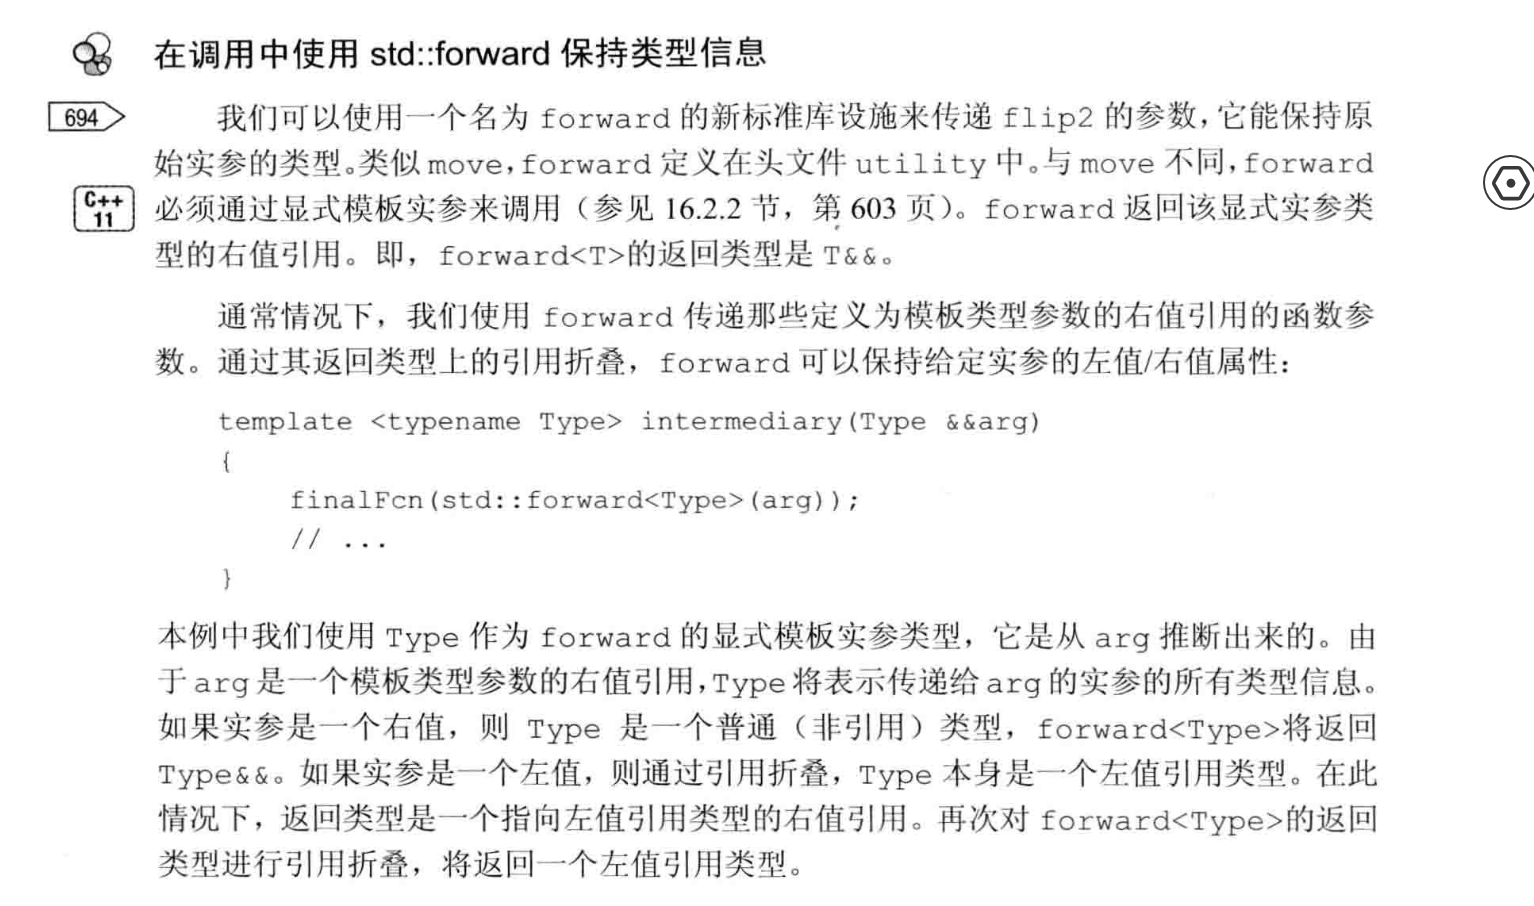 在调用中使用 std::forward 保持类型信息
694
我们可以使用一个名为 forward 的新标准库设施来传递 flip2 的参数，它能保持原
始实参的类型。类似 move，forward 定义在头文件 utility 中。与 move 不同，forward
C++
11
必须通过显式模板实参来调用（参见 16.2.2 节，第 603 页）。forward 返回该显式实参类
型的右值引用。即，forward<T>的返回类型是 T&&。
通常情况下，我们使用 forward 传递那些定义为模板类型参数的右值引用的函数参
数。通过其返回类型上的引用折叠，forward 可以保持给定实参的左值/右值属性：
template <typename Type> intermediary(Type &&arg)
{
finalFcn(std::forward<Type>(arg));
// ...
}
本例中我们使用 Type 作为 forward 的显式模板实参类型，它是从 arg 推断出来的。由
于 arg 是一个模板类型参数的右值引用，Type 将表示传递给 arg 的实参的所有类型信息。
如果实参是一个右值，则 Type 是一个普通（非引用）类型，forward<Type>将返回
Type&&。如果实参是一个左值，则通过引用折叠，Type 本身是一个左值引用类型。在此
情况下，返回类型是一个指向左值引用类型的右值引用。再次对 forward<Type>的返回
类型进行引用折叠，将返回一个左值引用类型。